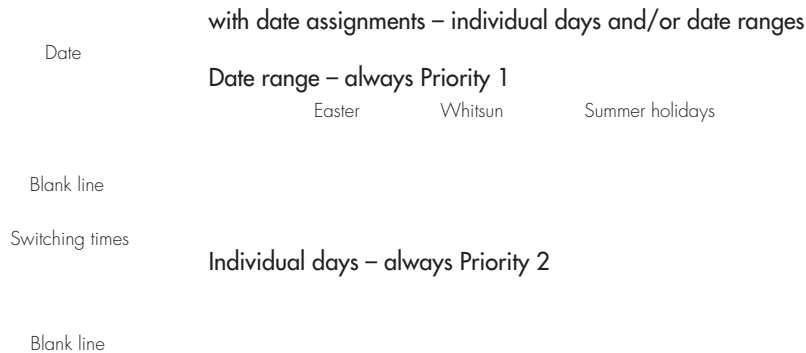 with date assignments – individual days and/or date ranges
Date
Date range – always Priority 1
Easter Whitsun Summer holidays
Blank line
Switching times
Individual days – always Priority 2
Blank line